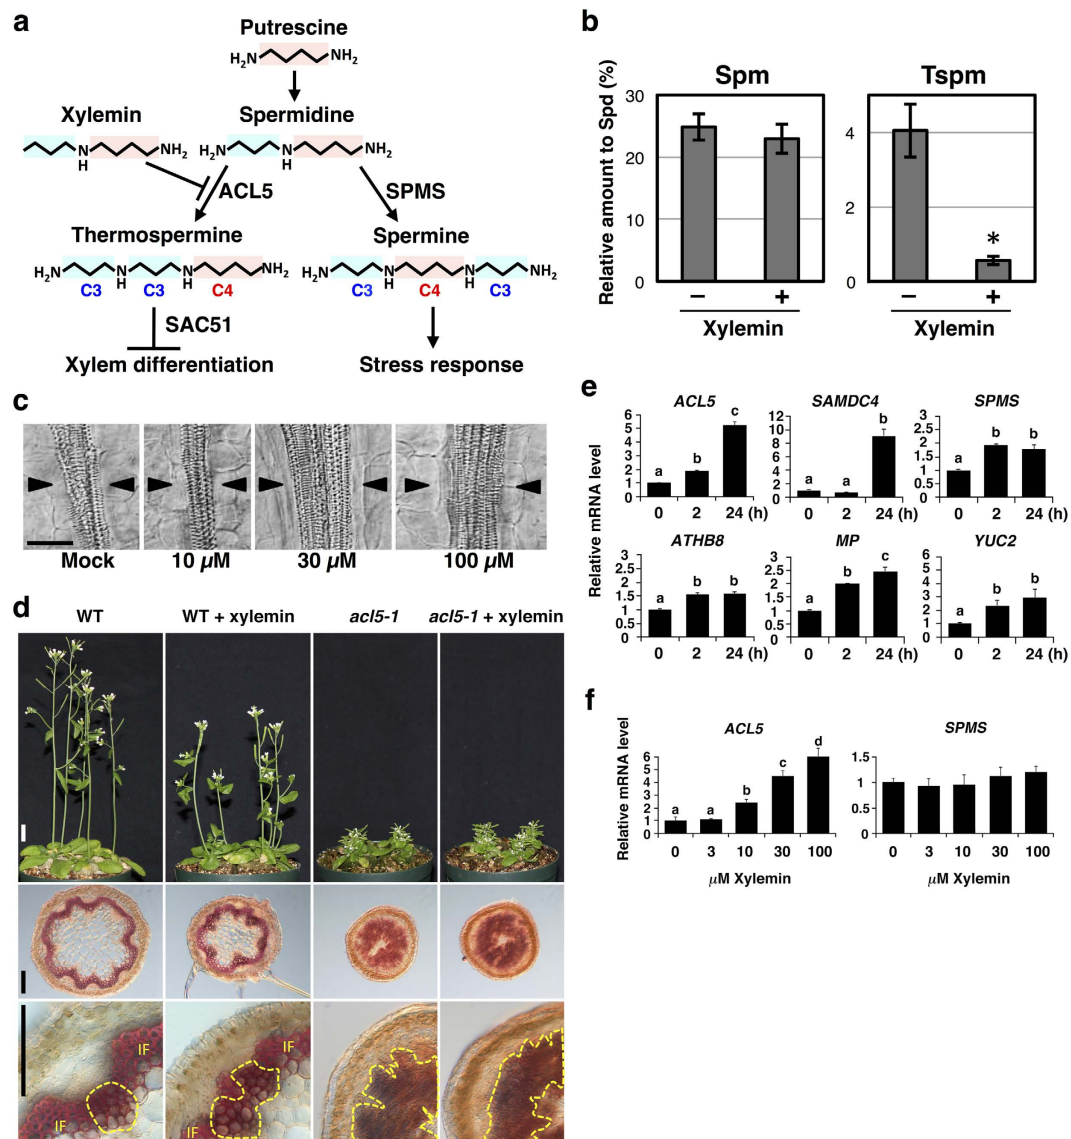 a
Putrescine
H2N NH2
Xylemin Spermidine
N H NH2 H2N N H NH2
ACL5 SPMS
Thermospermine Spermine
H2N N H N H NH2 H2N N H N H NH2
C3 C3 C4 C3 C4 C3
SAC51
Xylem differentiation Stress response
b
Spm Tspm
Relative amount to Spd (%)
30
20
10
0
4
2
0
*
− + − +
Xylemin Xylemin
c
Mock 10 µM 30 µM 100 µM
d
WT WT + xylemin acl5-1 acl5-1 + xylemin
IF IF
IF IF
e
Relative mRNA level
ACL5
6
5
4
3
2
1
0
a b c
0 2 24 (h)
SAMDC4
12
10
8
6
4
2
0
a a b
0 2 24 (h)
SPMS
3
2.5
2
1.5
1
0.5
0
a b b
0 2 24 (h)
ATHB8
3
2.5
2
1.5
1
0.5
0
a b b
0 2 24 (h)
MP
3
2.5
2
1.5
1
0.5
0
a b c
0 2 24 (h)
YUC2
6
5
4
3
2
1
0
a b b
0 2 24 (h)
f
Relative mRNA level
ACL5
6
5
4
3
2
1
0
a a b c d
0 3 10 30 100
µM Xylemin
SPMS
1.5
1
0.5
0
0 3 10 30 100
µM Xylemin